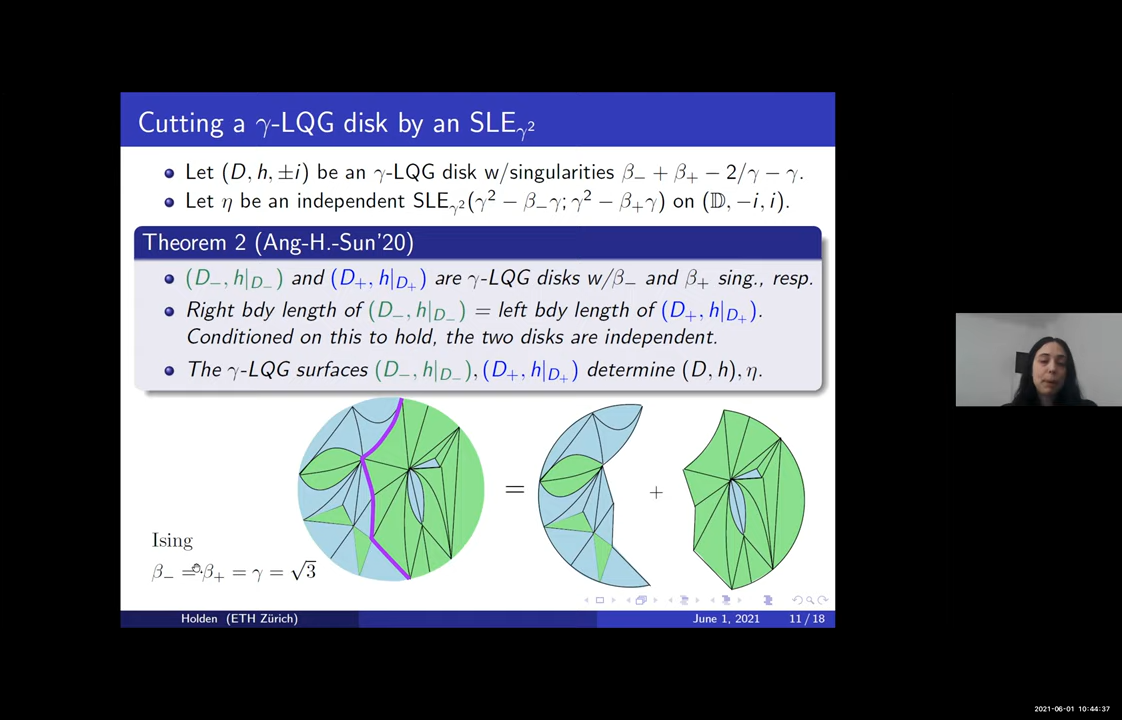 Cutting a γ-LQG disk by an SLE_{γ²}
Let (D, h, ±i) be an γ-LQG disk w/singularities β₋ + β₊ − 2/γ − γ.
Let η be an independent SLE_{γ²}(γ² − β₋γ; γ² − β₊γ) on (𝔻, −i, i).
Theorem 2 (Ang-H.-Sun'20)
(D₋, h|_{D₋}) and (D₊, h|_{D₊}) are γ-LQG disks w/β₋ and β₊ sing., resp.
Right bdy length of (D₋, h|_{D₋}) = left bdy length of (D₊, h|_{D₊}).
Conditioned on this to hold, the two disks are independent.
The γ-LQG surfaces (D₋, h|_{D₋}), (D₊, h|_{D₊}) determine (D, h), η.
= +
Ising
β₋ = β₊ = γ = √3
Holden (ETH Zürich) June 1, 2021 11 / 18
2021-06-01 10:44:37